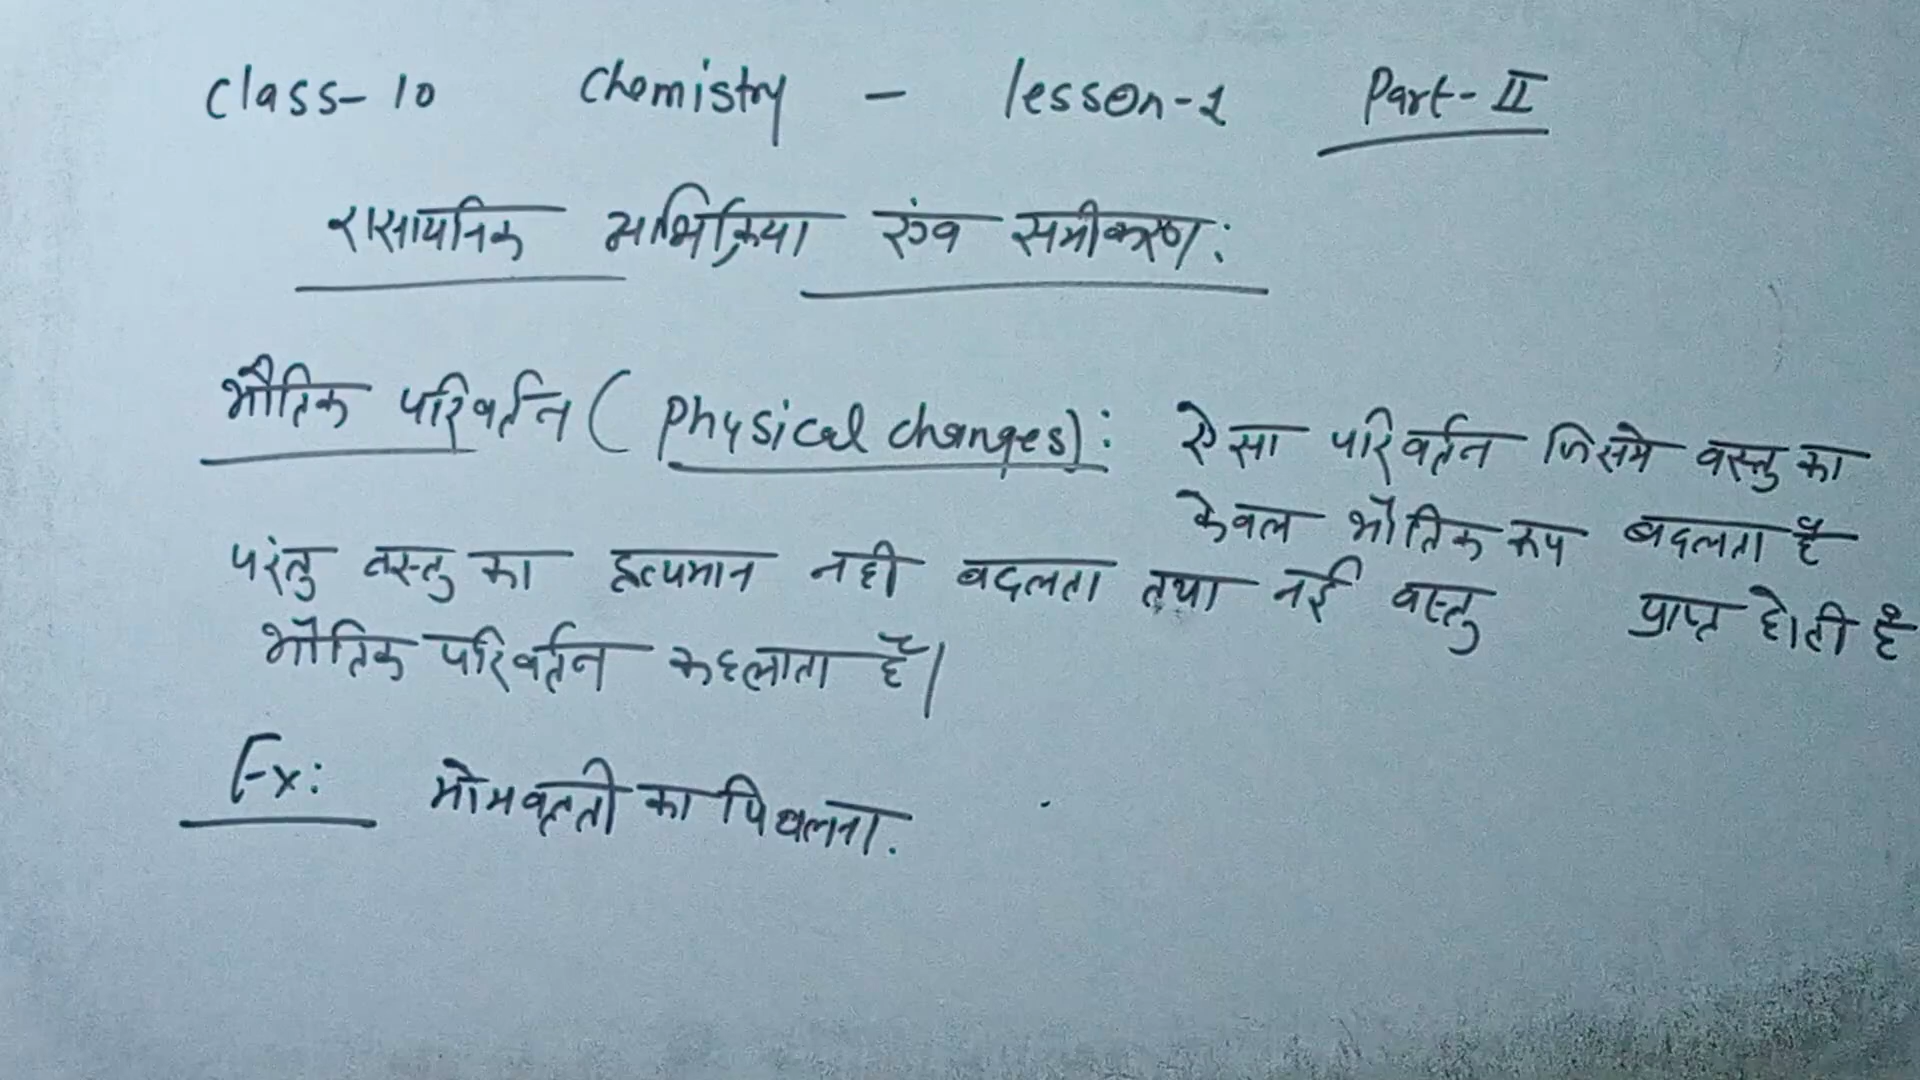 Class-10 Chemistry - lesson-1 Part-II
रासायनिक अभिक्रिया एंव समीकरण:
भौतिक परिवर्तन (Physical changes): ऐसा परिवर्तन जिसमे वस्तु का
केवल भौतिक रूप बदलता है
परंतु वस्तु का द्रव्यमान नही बदलता तथा नई वस्तु प्राप्त होती है
भौतिक परिवर्तन कहलाता है।
Ex: मोमवत्ती का पिघलना.